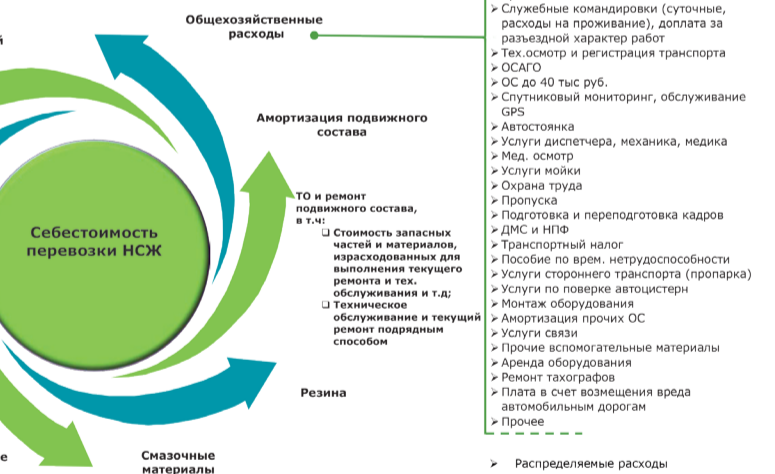 Общехозяйственные
расходы
й
Амортизация подвижного
состава
ТО и ремонт
подвижного состава,
в т.ч:
❑ Стоимость запасных
частей и материалов,
израсходованных для
выполнения текущего
ремонта и тех.
обслуживания и т.д;
❑ Техническое
обслуживание и текущий
ремонт подрядным
способом
Себестоимость
перевозки НСЖ
Резина
Смазочные
материалы
е
➢ Служебные командировки (суточные,
расходы на проживание), доплата за
разъездной характер работ
➢ Тех.осмотр и регистрация транспорта
➢ ОСАГО
➢ ОС до 40 тыс руб.
➢ Спутниковый мониторинг, обслуживание
GPS
➢ Автостоянка
➢ Услуги диспетчера, механика, медика
➢ Мед. осмотр
➢ Услуги мойки
➢ Охрана труда
➢ Пропуска
➢ Подготовка и переподготовка кадров
➢ ДМС и НПФ
➢ Транспортный налог
➢ Пособие по врем. нетрудоспособности
➢ Услуги стороннего транспорта (пропарка)
➢ Услуги по поверке автоцистерн
➢ Монтаж оборудования
➢ Амортизация прочих ОС
➢ Услуги связи
➢ Прочие вспомогательные материалы
➢ Аренда оборудования
➢ Ремонт тахографов
➢ Плата в счет возмещения вреда
автомобильным дорогам
➢ Прочее
➢ Распределяемые расходы